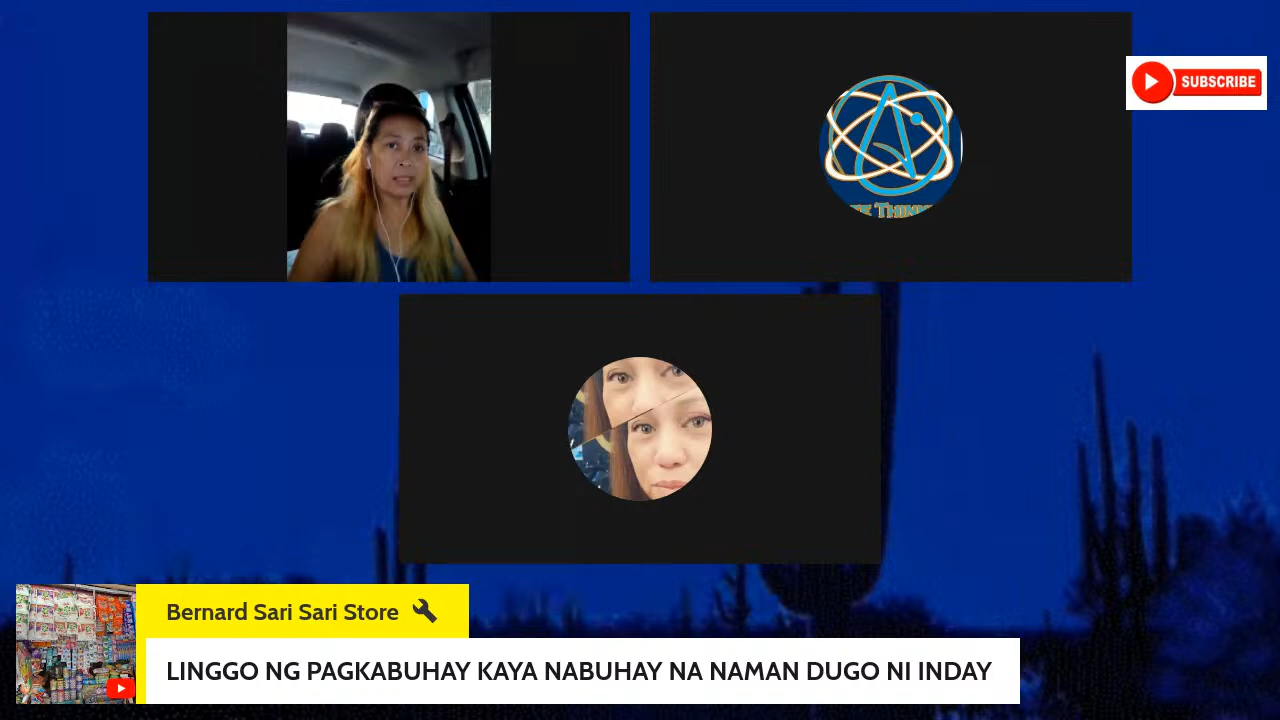 SUBSCRIBE
Bernard Sari Sari Store
LINGGO NG PAGKABUHAY KAYA NABUHAY NA NAMAN DUGO NI INDAY